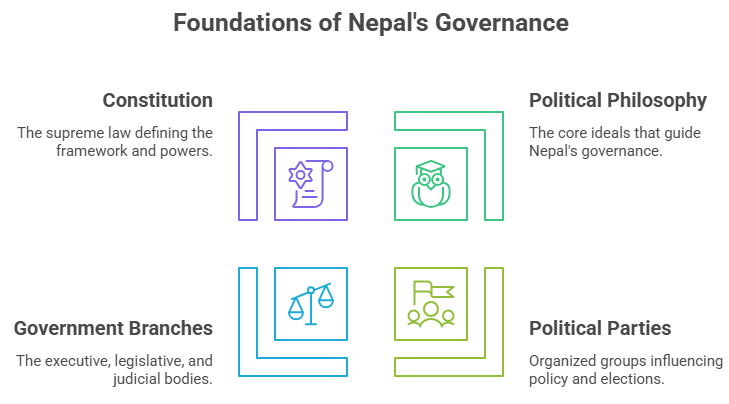 Foundations of Nepal's Governance
Constitution
The supreme law defining the
framework and powers.
Political Philosophy
The core ideals that guide
Nepal's governance.
Government Branches
The executive, legislative, and
judicial bodies.
Political Parties
Organized groups influencing
policy and elections.